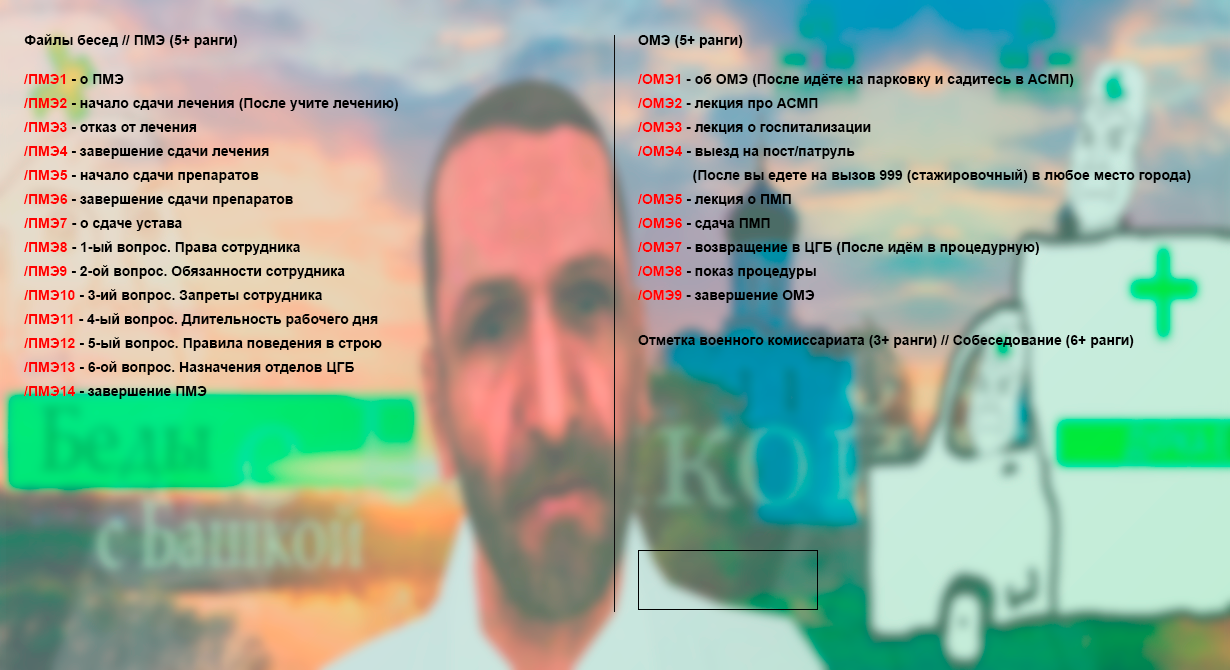 Файлы бесед // ПМЭ (5+ ранги)
/ПМЭ1 - о ПМЭ
/ПМЭ2 - начало сдачи лечения (После учите лечению)
/ПМЭ3 - отказ от лечения
/ПМЭ4 - завершение сдачи лечения
/ПМЭ5 - начало сдачи препаратов
/ПМЭ6 - завершение сдачи препаратов
/ПМЭ7 - о сдаче устава
/ПМЭ8 - 1-ый вопрос. Права сотрудника
/ПМЭ9 - 2-ой вопрос. Обязанности сотрудника
/ПМЭ10 - 3-ий вопрос. Запреты сотрудника
/ПМЭ11 - 4-ый вопрос. Длительность рабочего дня
/ПМЭ12 - 5-ый вопрос. Правила поведения в строю
/ПМЭ13 - 6-ой вопрос. Назначения отделов ЦГБ
/ПМЭ14 - завершение ПМЭ
ОМЭ (5+ ранги)
/ОМЭ1 - об ОМЭ (После идёте на парковку и садитесь в АСМП)
/ОМЭ2 - лекция про АСМП
/ОМЭ3 - лекция о госпитализации
/ОМЭ4 - выезд на пост/патруль
(После вы едете на вызов 999 (стажировочный) в любое место города)
/ОМЭ5 - лекция о ПМП
/ОМЭ6 - сдача ПМП
/ОМЭ7 - возвращение в ЦГБ (После идём в процедурную)
/ОМЭ8 - показ процедуры
/ОМЭ9 - завершение ОМЭ
Отметка военного комиссариата (3+ ранги) // Собеседование (6+ ранги)
Беды
с Башкой